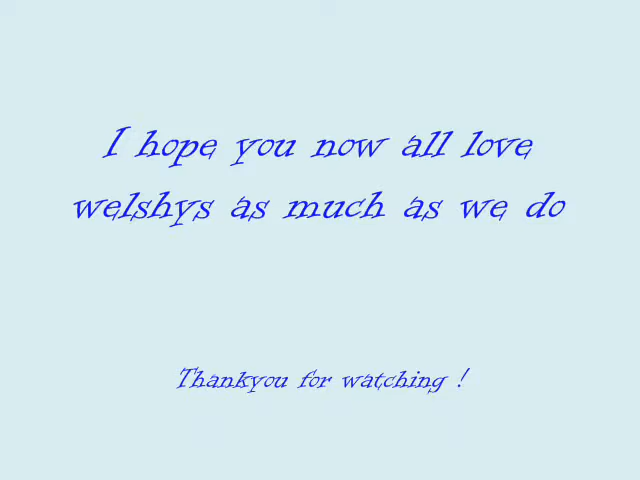 I hope you now all love
welshys as much as we do
Thankyou for watching !